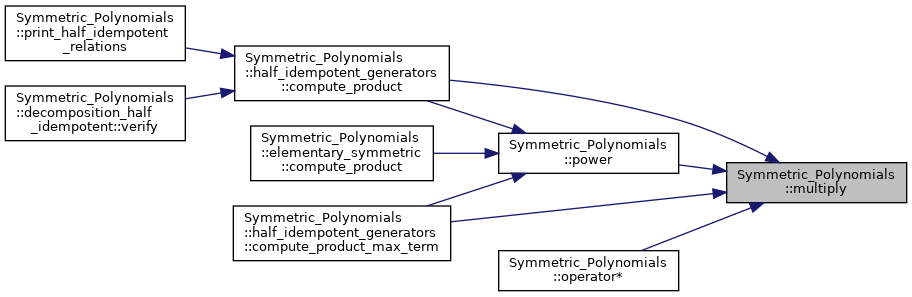 Symmetric_Polynomials
::print_half_idempotent
_relations
Symmetric_Polynomials
::decomposition_half
_idempotent::verify
Symmetric_Polynomials
::half_idempotent_generators
::compute_product
Symmetric_Polynomials
::elementary_symmetric
::compute_product
Symmetric_Polynomials
::half_idempotent_generators
::compute_product_max_term
Symmetric_Polynomials
::power
Symmetric_Polynomials
::operator*
Symmetric_Polynomials
::multiply